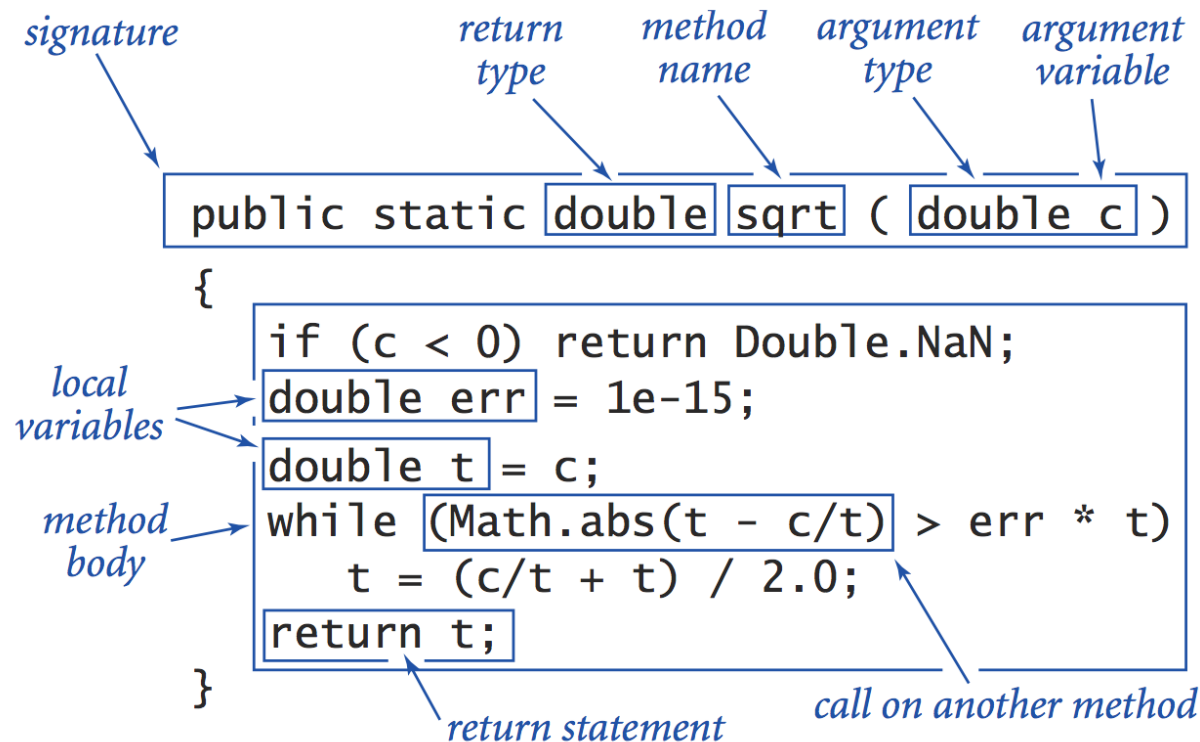 signature
return type
method name
argument type
argument variable
public static double sqrt ( double c )
{
if (c < 0) return Double.NaN;
local variables
double err = 1e-15;
double t = c;
method body
while (Math.abs(t - c/t) > err * t)
t = (c/t + t) / 2.0;
return t;
}
return statement
call on another method